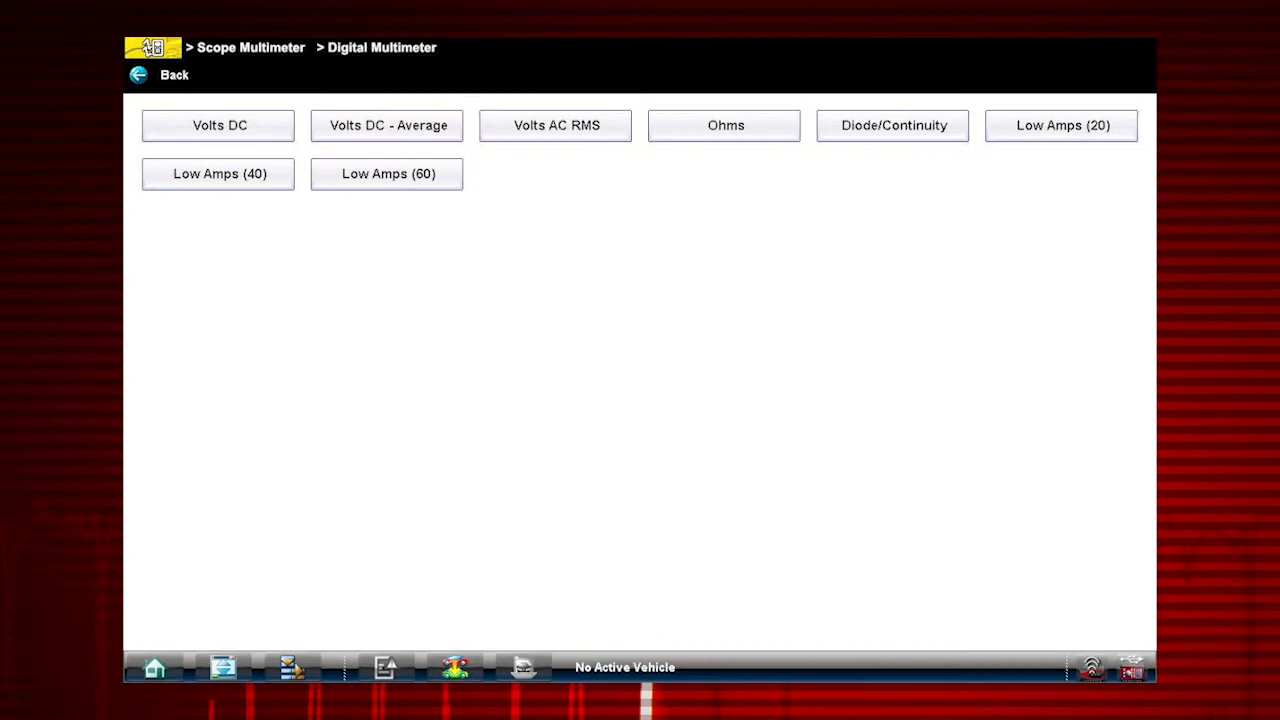 > Scope Multimeter > Digital Multimeter
Back
Volts DC Volts DC - Average Volts AC RMS Ohms Diode/Continuity Low Amps (20)
Low Amps (40) Low Amps (60)
No Active Vehicle